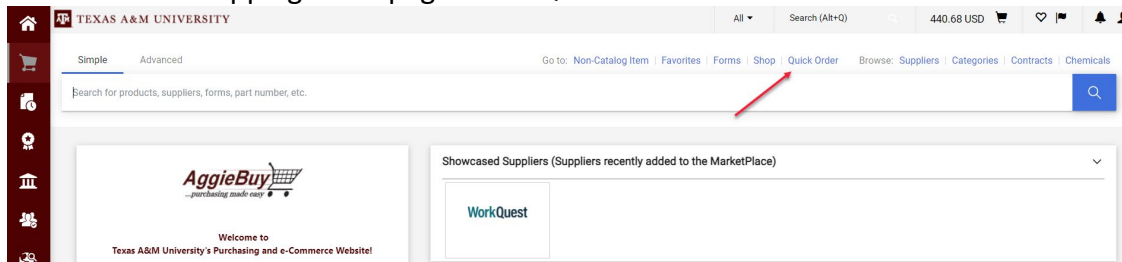 TEXAS A&M UNIVERSITY
All
Search (Alt+Q)
440.68 USD
Simple
Advanced
Go to: Non-Catalog Item | Favorites | Forms | Shop | Quick Order Browse: Suppliers | Categories | Contracts | Chemicals
Search for products, suppliers, forms, part number, etc.
AggieBuy
...purchasing made easy
Welcome to
Texas A&M University's Purchasing and e-Commerce Website!
Showcased Suppliers (Suppliers recently added to the MarketPlace)
WorkQuest